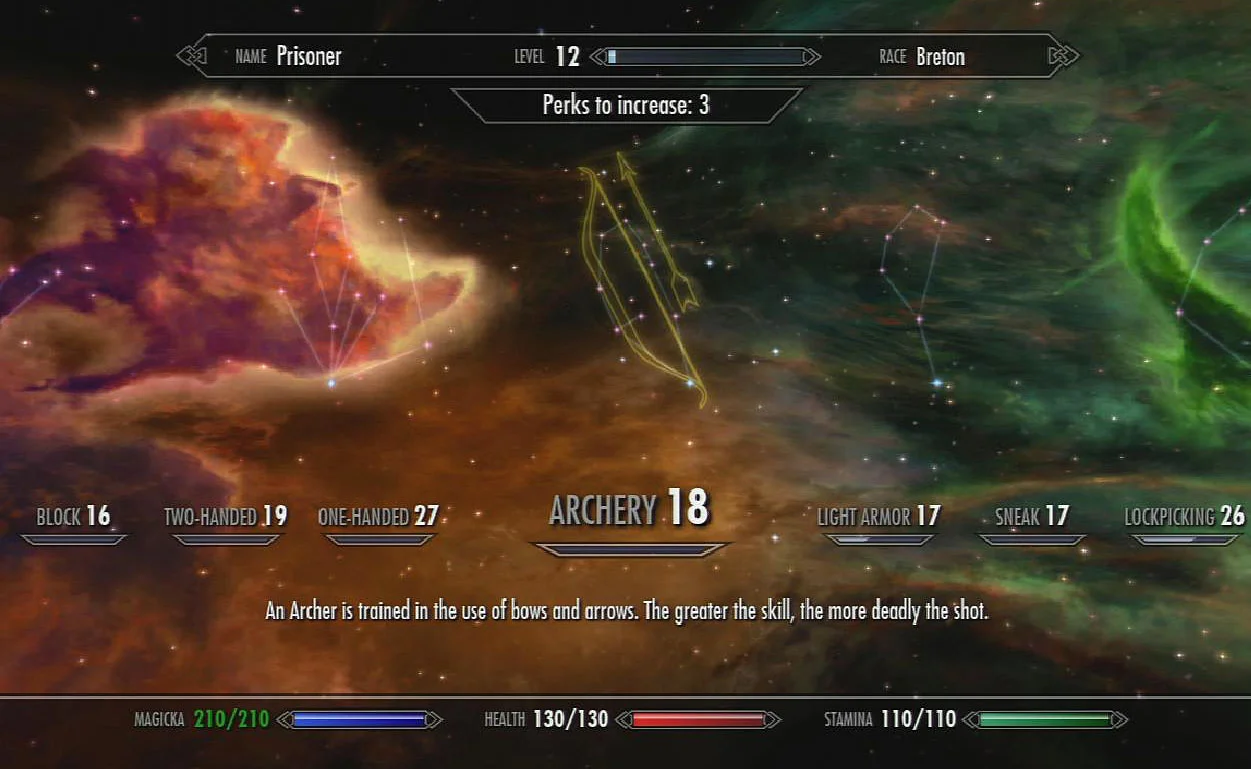 NAME Prisoner LEVEL 12 RACE Breton
Perks to increase: 3
BLOCK 16 TWO-HANDED 19 ONE-HANDED 27 ARCHERY 18 LIGHT ARMOR 17 SNEAK 17 LOCKPICKING 26
An Archer is trained in the use of bows and arrows. The greater the skill, the more deadly the shot.
MAGICKA 210/210 HEALTH 130/130 STAMINA 110/110